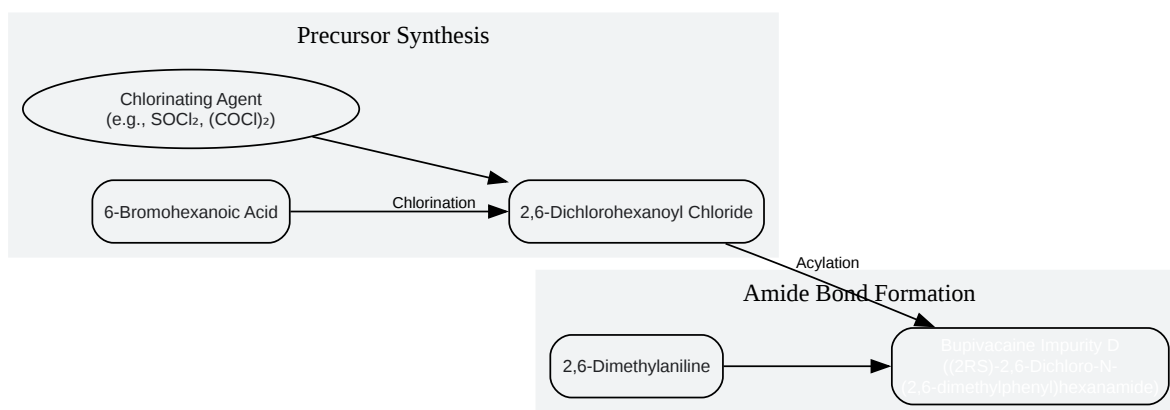 Precursor Synthesis
Chlorinating Agent
(e.g., SOCl₂, (COCl)₂)
6-Bromohexanoic Acid
Chlorination
2,6-Dichlorohexanoyl Chloride
Acylation
Amide Bond Formation
2,6-Dimethylaniline
Bupivacaine Impurity D
((2RS)-2,6-Dichloro-N-
(2,6-dimethylphenyl)hexanamide)